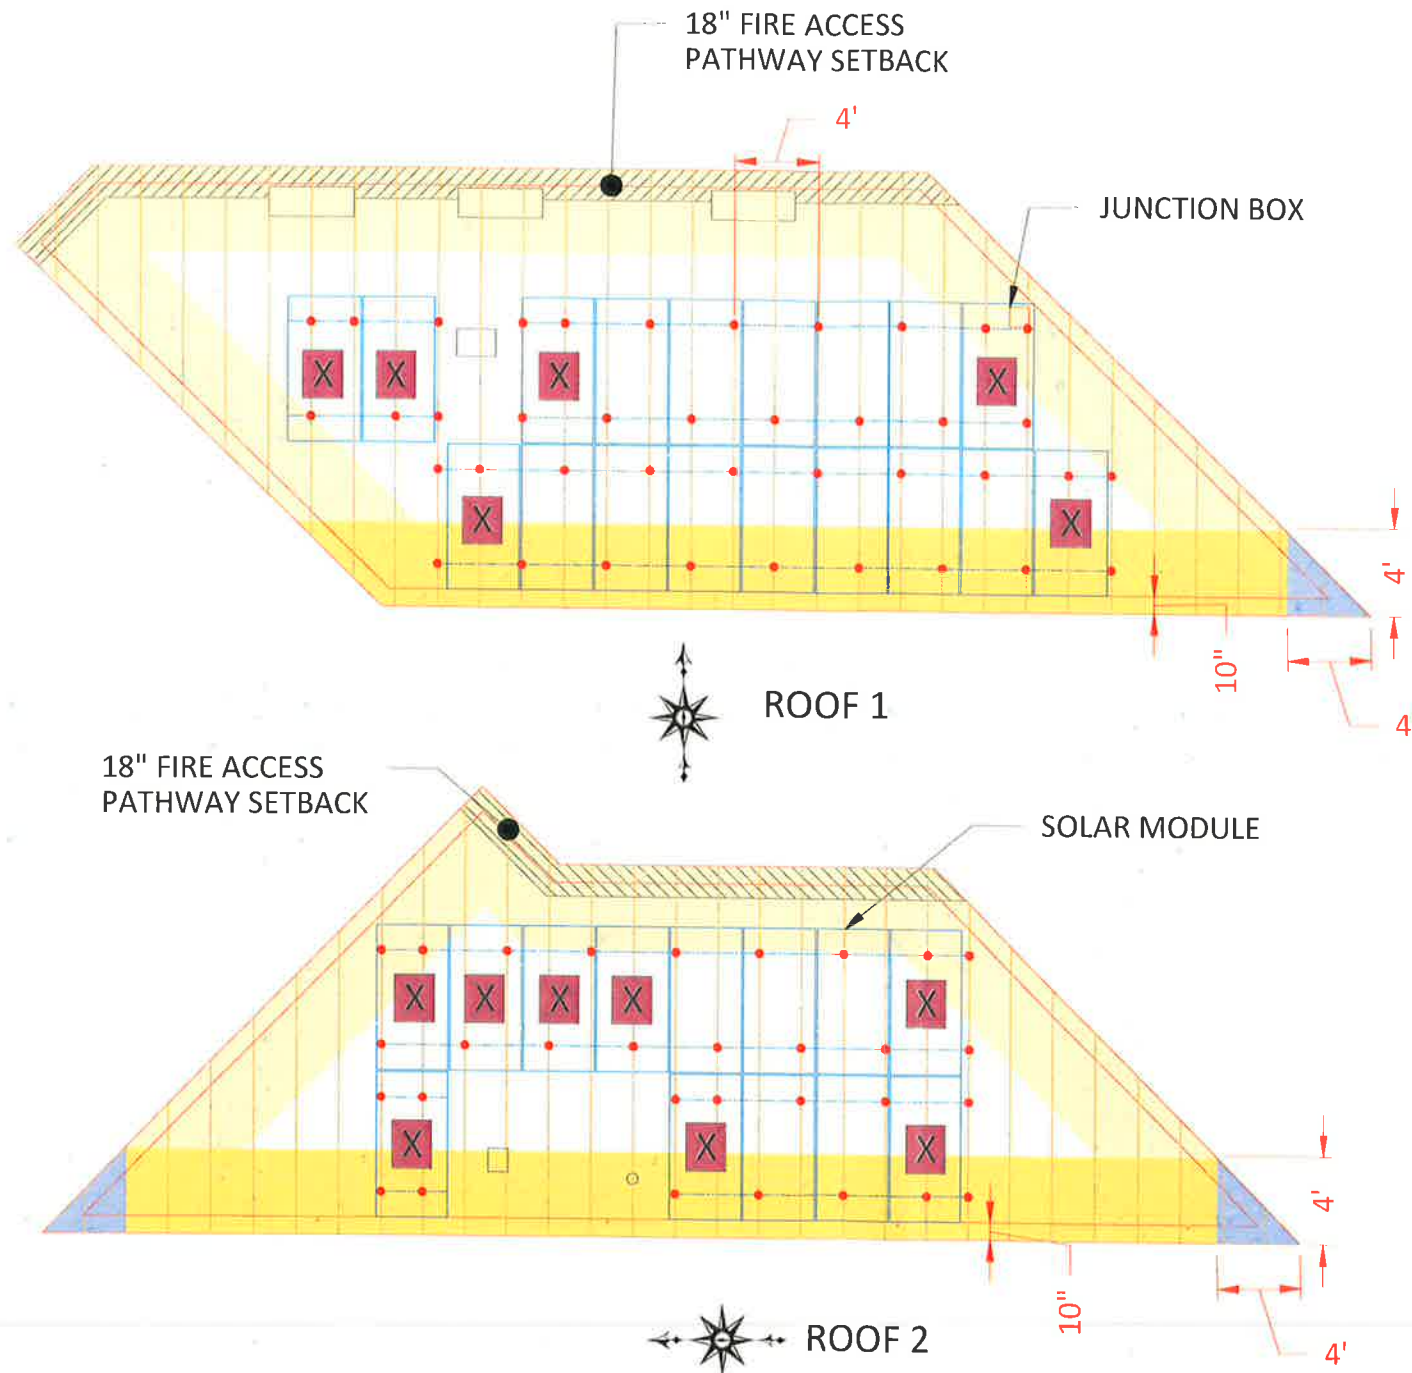 18" FIRE ACCESS
PATHWAY SETBACK
4'
JUNCTION BOX
X
X
X
X
X
X
4'
10"
4
ROOF 1
18" FIRE ACCESS
PATHWAY SETBACK
SOLAR MODULE
X
X
X
X
X
X
X
X
4'
10"
4'
ROOF 2